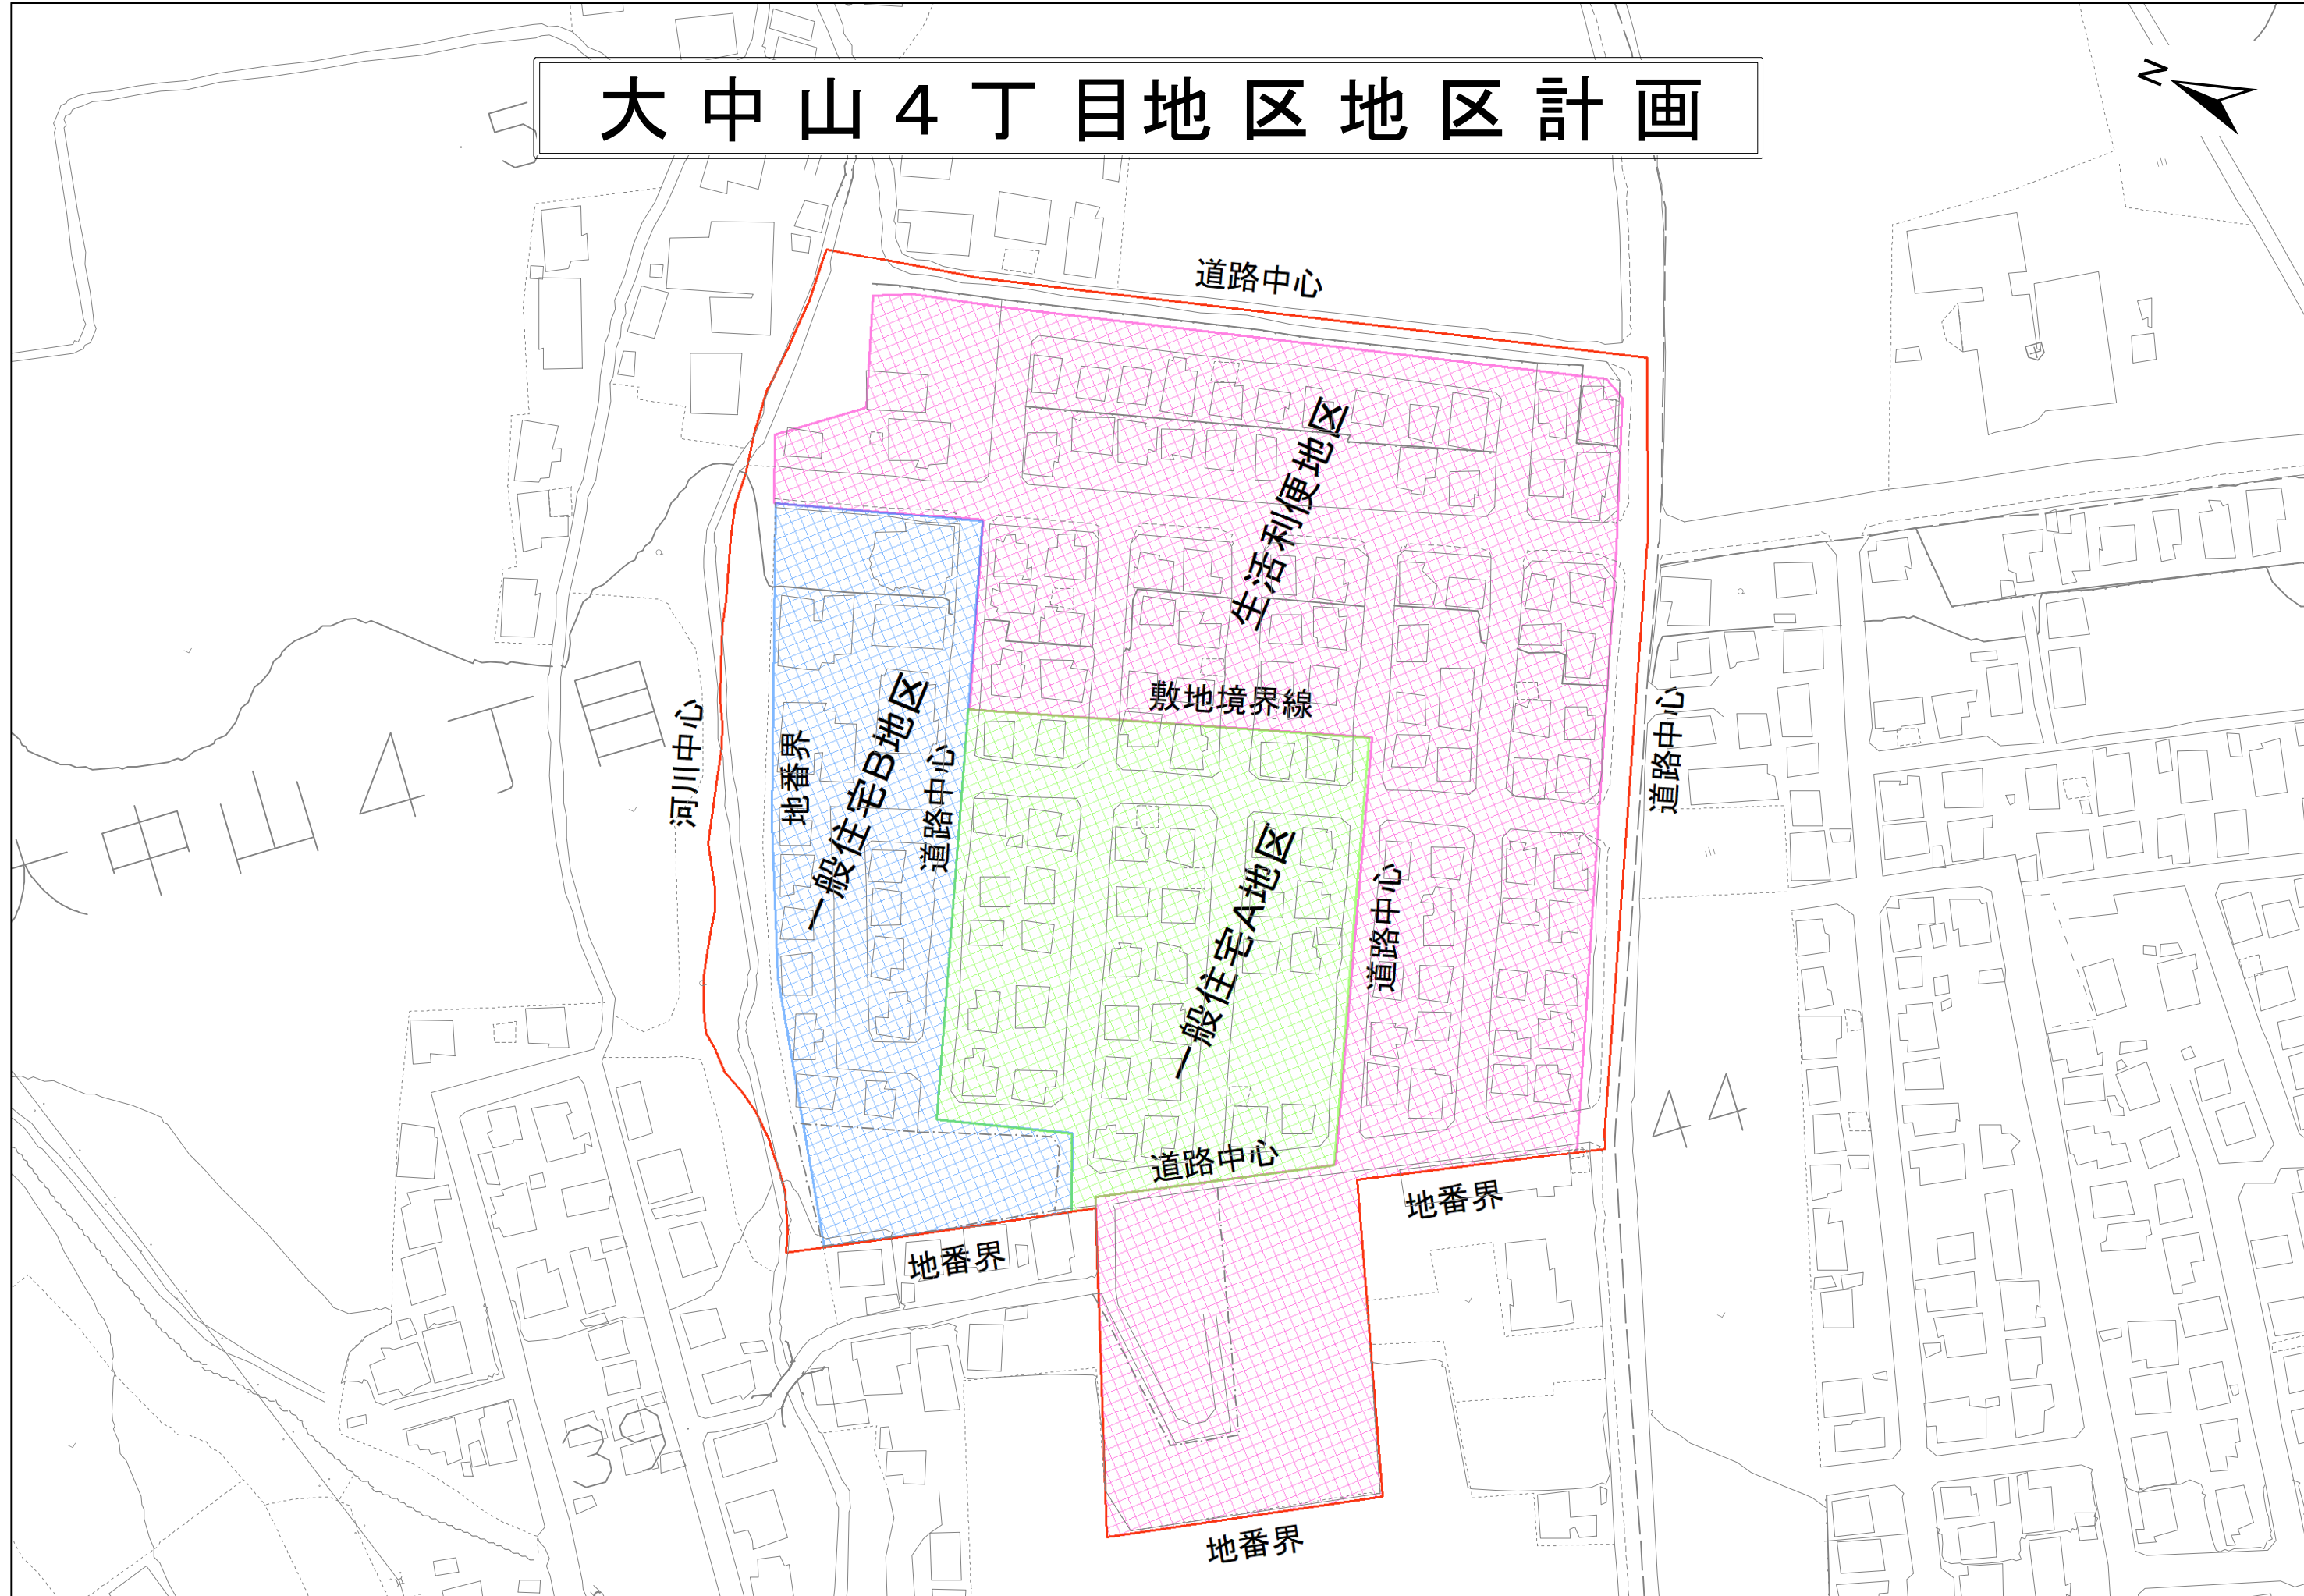 大中山4丁目地区地区計画
N
道路中心
生活利便地区
敷地境界線
河川中心
地番界
一般住宅B地区
道路中心
道路中心
一般住宅A地区
道路中心
大中山4丁目
道路中心
地番界
地番界
44
38
地番界